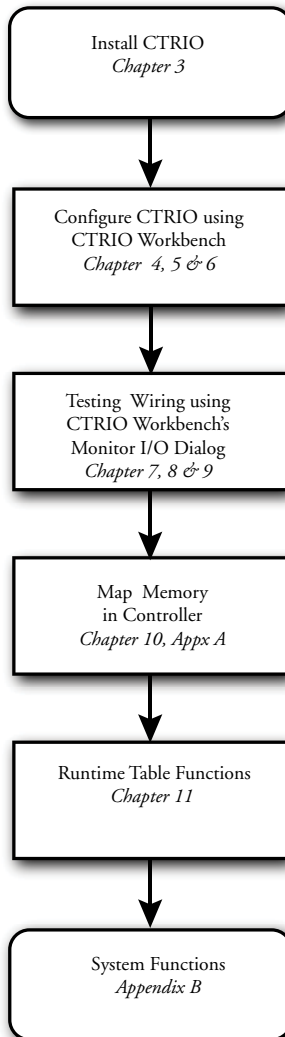 Install CTRIO
Chapter 3
Configure CTRIO using
CTRIO Workbench
Chapter 4, 5 & 6
Testing Wiring using
CTRIO Workbench's
Monitor I/O Dialog
Chapter 7, 8 & 9
Map Memory
in Controller
Chapter 10, Appx A
Runtime Table Functions
Chapter 11
System Functions
Appendix B